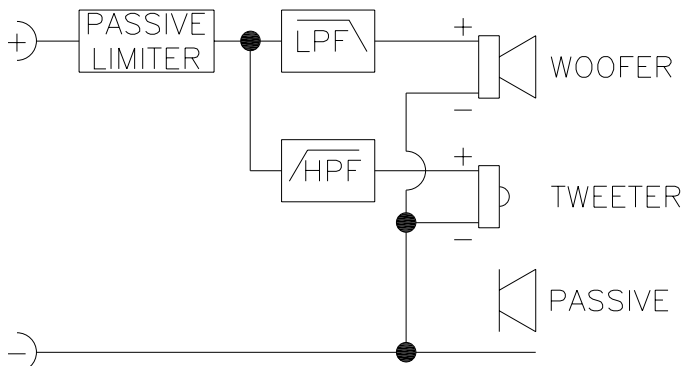 PASSIVE
LIMITER
LPF
WOOFER
HPF
TWEETER
PASSIVE
+
+
−
+
−
−